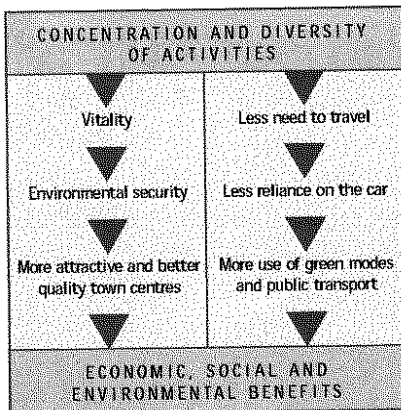 CONCENTRATION AND DIVERSITY
OF ACTIVITIES
Vitality
Environmental security
More attractive and better
quality town centres
Less need to travel
Less reliance on the car
More use of green modes
and public transport
ECONOMIC, SOCIAL AND
ENVIRONMENTAL BENEFITS